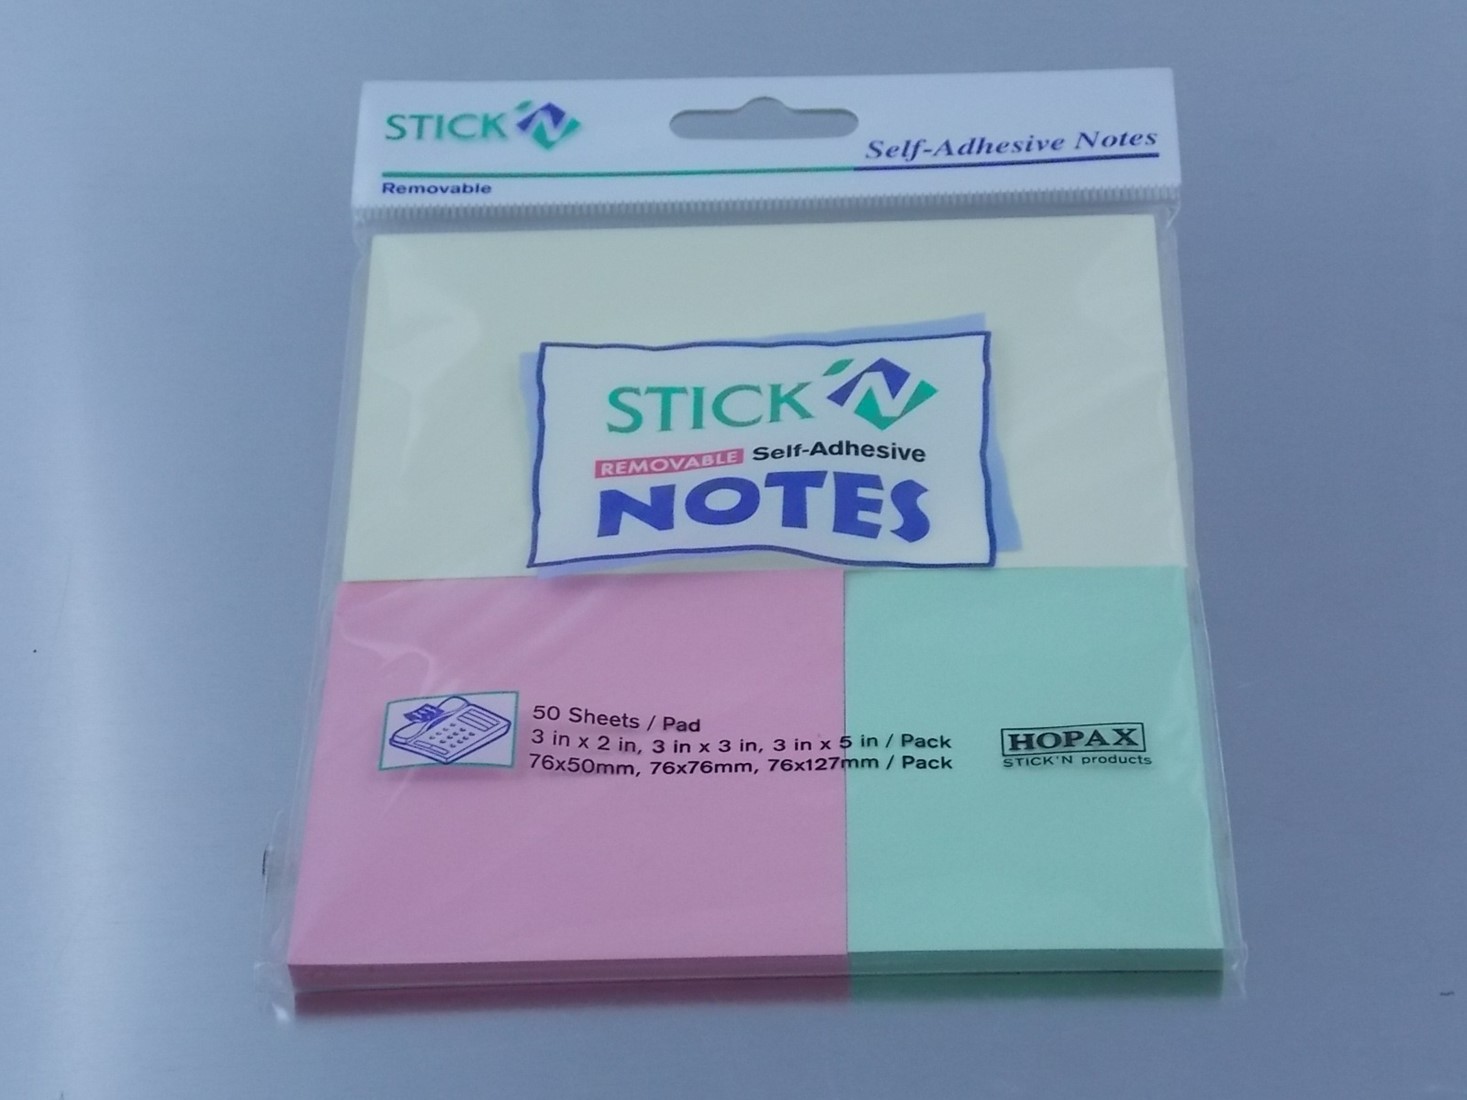 STICK'N
Self-Adhesive Notes
Removable
STICK'N
REMOVABLE Self-Adhesive
NOTES
50 Sheets / Pad
3 in x 2 in, 3 in x 3 in, 3 in x 5 in / Pack
76x50mm, 76x76mm, 76x127mm / Pack
HOPAX
STICK'N products